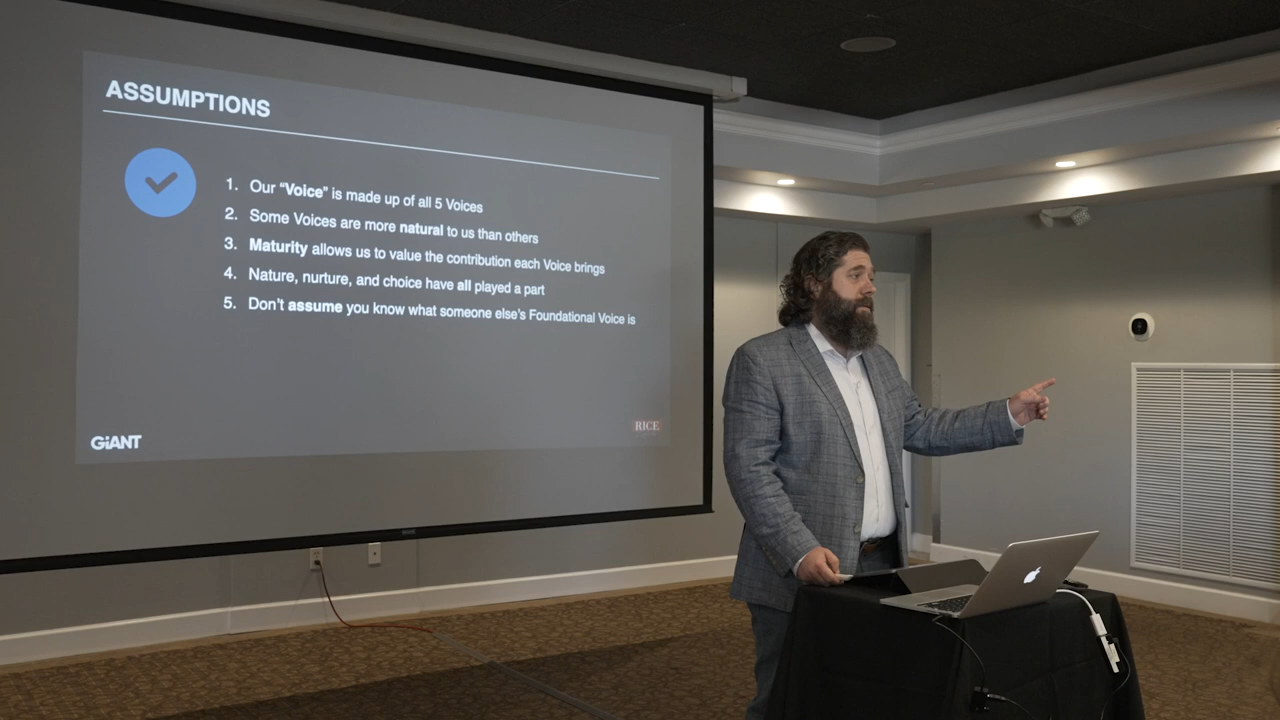 ASSUMPTIONS
1. Our “Voice” is made up of all 5 Voices
2. Some Voices are more natural to us than others
3. Maturity allows us to value the contribution each Voice brings
4. Nature, nurture, and choice have all played a part
5. Don’t assume you know what someone else’s Foundational Voice is
GiANT
RICE